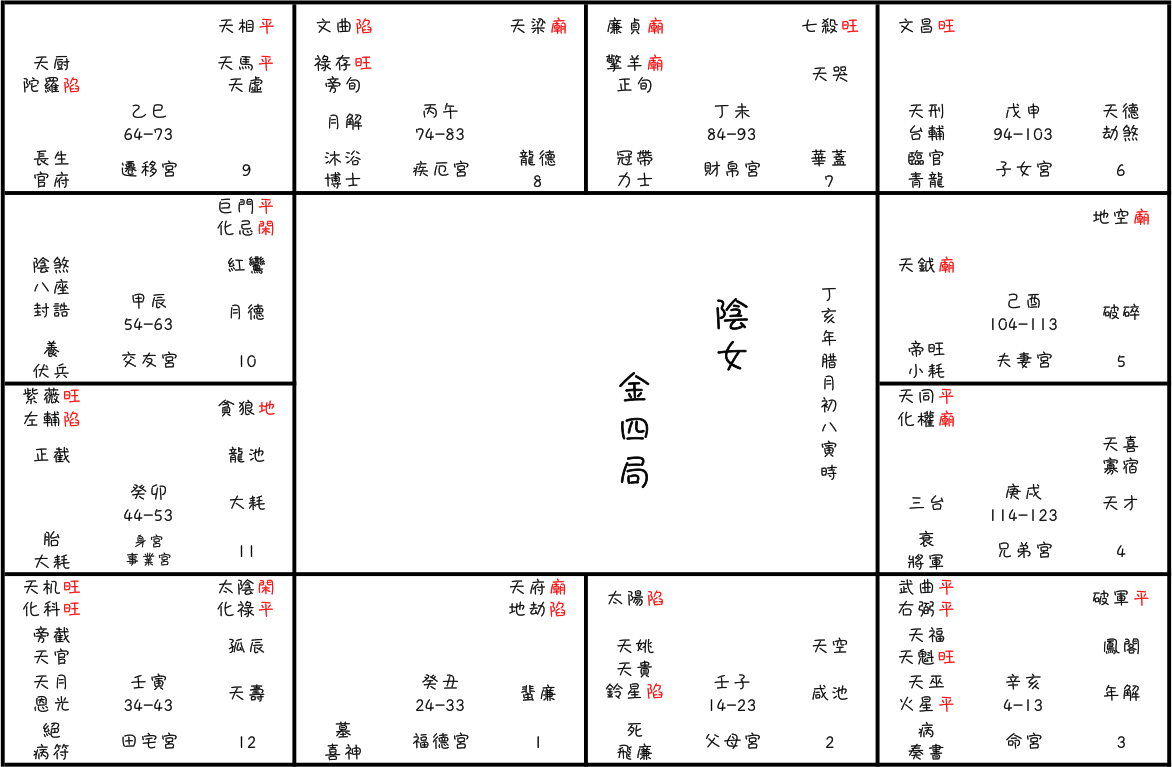 天相平
天廚 天馬平
陀羅陷 天虛
乙巳
64–73
長生
官府 遷移宮 9
文曲陷 天梁廟
祿存旺
旁旬
月解 丙午
74–83
沐浴 龍德
博士 疾厄宮 8
廉貞廟 七殺旺
擎羊廟
正旬 天哭
丁未
84–93
冠帶 華蓋
力士 財帛宮 7
文昌旺
天刑 戊申 天德
台輔 94–103 劫煞
臨官
青龍 子女宮 6
巨門平
化忌閑
陰煞 紅鸞
八座
封誥 甲辰 月德
54–63
養
伏兵 交友宮 10
陰女
金四局
丁亥年腊月初八寅時
地空廟
天鉞廟
己酉 破碎
104–113
帝旺
小耗 夫妻宮 5
紫薇旺
左輔陷 貪狼地
正截 龍池
癸卯 大耗
44–53
胎 身宮
大耗 事業宮 11
天同平
化權廟
天喜
寡宿
三台 庚戌 天才
114–123
衰
將軍 兄弟宮 4
天机旺 太陰閑
化科旺 化祿平
旁截 孤辰
天官
天月 壬寅 天壽
恩光 34–43
絕
病符 田宅宮 12
天府廟
地劫陷
癸丑 蜚廉
24–33
墓
喜神 福德宮 1
太陽陷
天姚 天空
天貴
鈴星陷 壬子 咸池
14–23
死
飛廉 父母宮 2
武曲平 破軍平
右弼平
天福 鳳閣
天魁旺
天巫 辛亥 年解
火星平 4–13
病
奏書 命宮 3